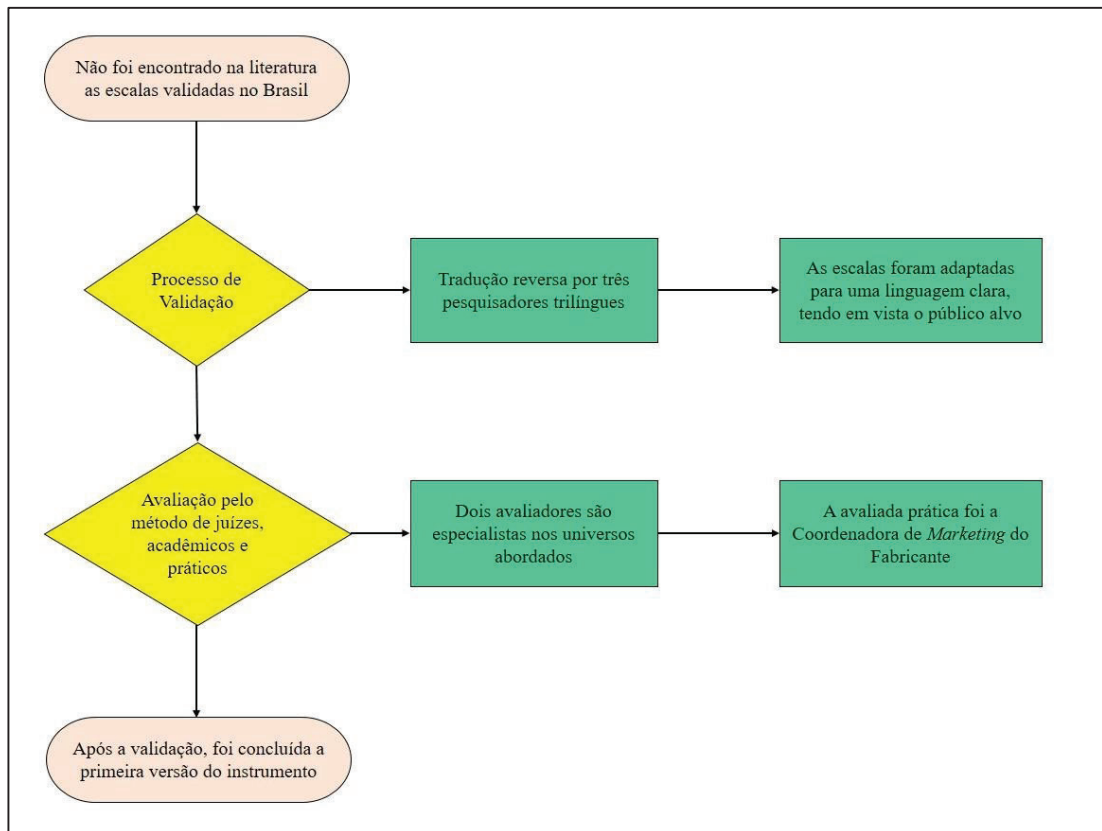 Não foi encontrado na literatura
as escalas validadas no Brasil
Processo de
Validação
Tradução reversa por três
pesquisadores trilíngues
As escalas foram adaptadas
para uma linguagem clara,
tendo em vista o público alvo
Avaliação pelo
método de juízes,
acadêmicos e
práticos
Dois avaliadores são
especialistas nos universos
abordados
A avaliada prática foi a
Coordenadora de Marketing do
Fabricante
Após a validação, foi concluída a
primeira versão do instrumento